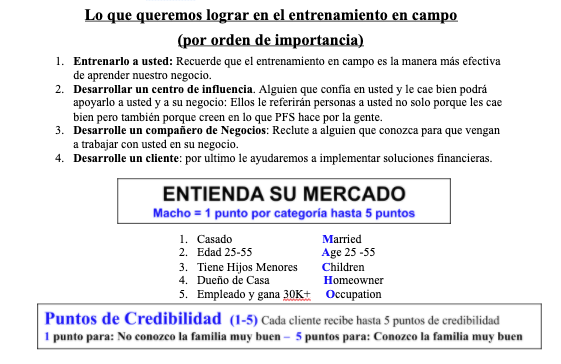 Lo que queremos lograr en el entrenamiento en campo
(por orden de importancia)
1. Entrenarlo a usted: Recuerde que el entrenamiento en campo es la manera más efectiva
de aprender nuestro negocio.
2. Desarrollar un centro de influencia. Alguien que confía en usted y le cae bien podrá
apoyarlo a usted y a su negocio: Ellos le referirán personas a usted no solo porque les cae
bien pero también porque creen en lo que PFS hace por la gente.
3. Desarrolle un compañero de Negocios: Reclute a alguien que conozca para que vengan
a trabajar con usted en su negocio.
4. Desarrolle un cliente: por ultimo le ayudaremos a implementar soluciones financieras.
ENTIENDA SU MERCADO
Macho = 1 punto por categoría hasta 5 puntos
1. Casado Married
2. Edad 25-55 Age 25 -55
3. Tiene Hijos Menores Children
4. Dueño de Casa Homeowner
5. Empleado y gana 30K+ Occupation
Puntos de Credibilidad (1-5) Cada cliente recibe hasta 5 puntos de credibilidad
1 punto para: No conozco la familia muy buen – 5 puntos para: Conozco la familia muy buen